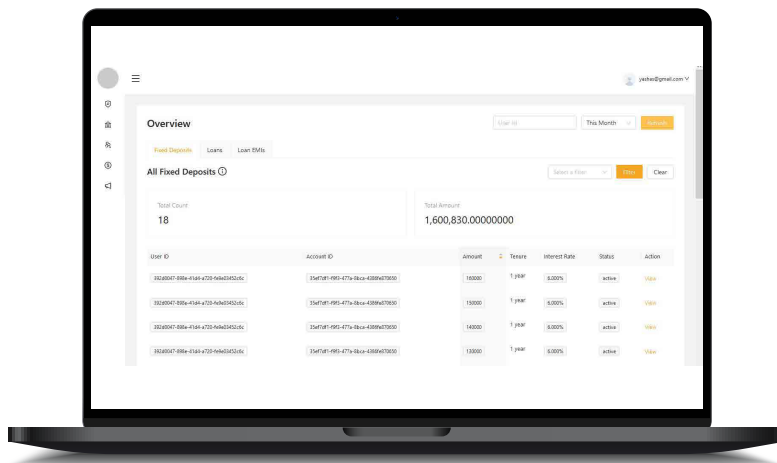 yashas@gmail.com
Overview
User Id
This Month
Refresh
Fixed Deposits Loans Loan EMIs
All Fixed Deposits
Select a Filter
Filter
Clear
Total Count
18
Total Amount
1,600,830.00000000
User ID Account ID Amount Tenure Interest Rate Status Action
160000 1 year 6.000% active View
150000 1 year 6.000% active View
140000 1 year 6.000% active View
130000 1 year 6.000% active View